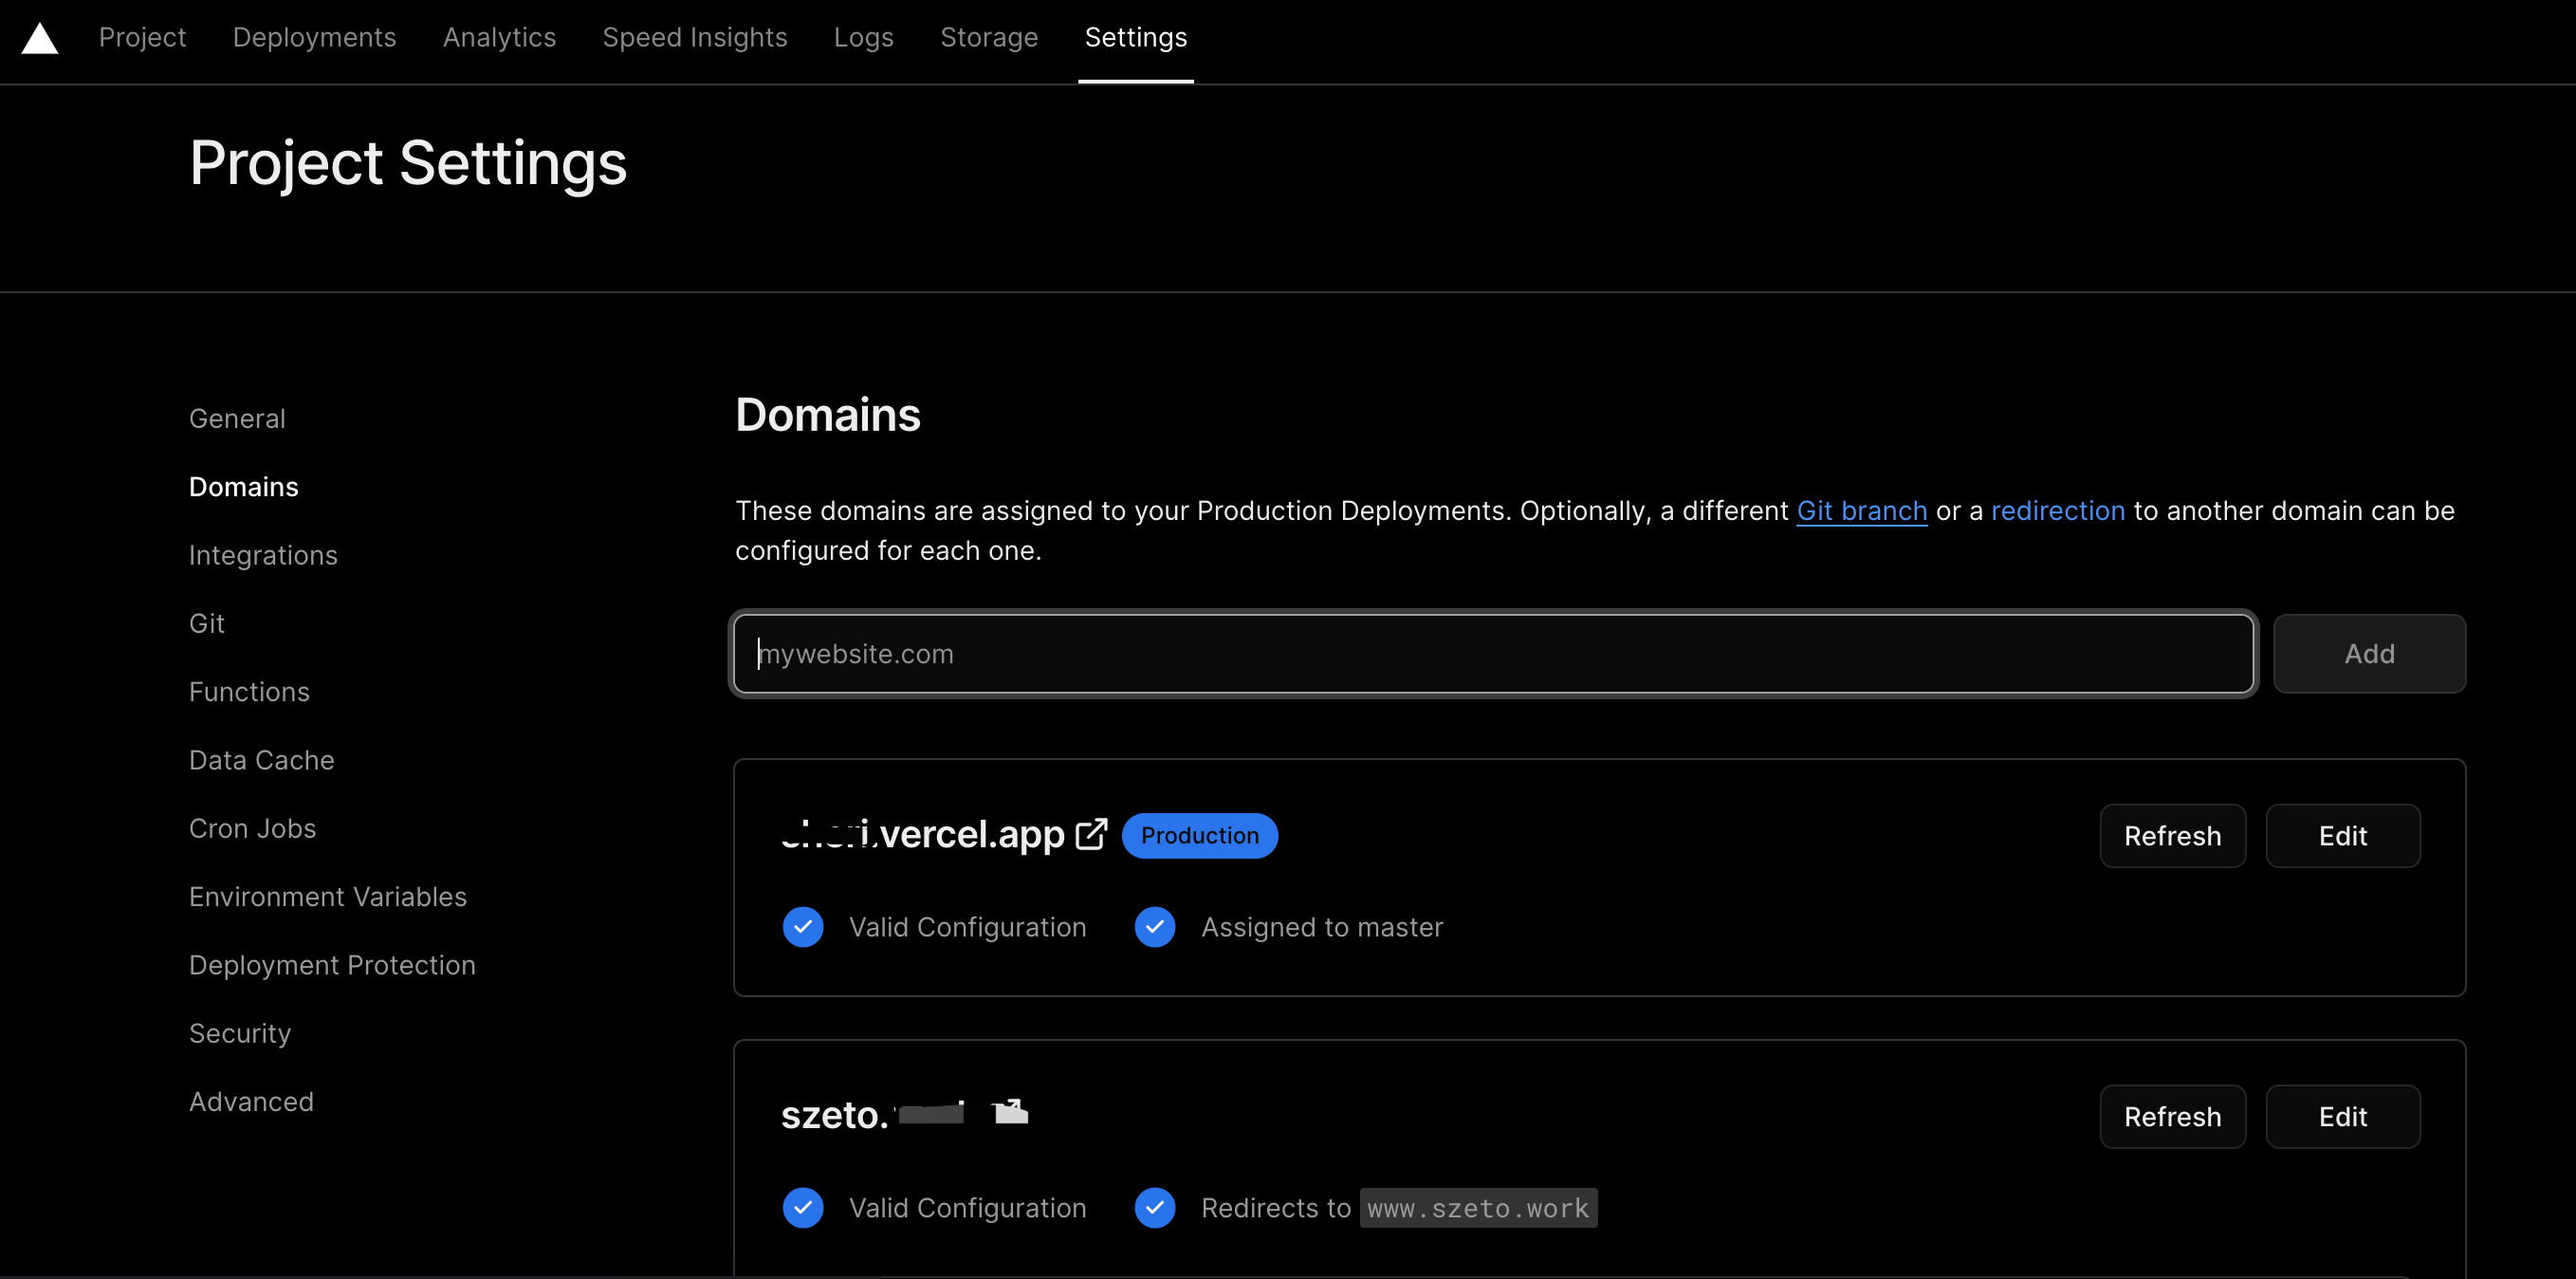 Project Deployments Analytics Speed Insights Logs Storage Settings
Project Settings
General
Domains
Integrations
Git
Functions
Data Cache
Cron Jobs
Environment Variables
Deployment Protection
Security
Advanced
Domains
These domains are assigned to your Production Deployments. Optionally, a different Git branch or a redirection to another domain can be
configured for each one.
mywebsite.com Add
.vercel.app Production Refresh Edit
Valid Configuration Assigned to master
szeto. Refresh Edit
Valid Configuration Redirects to www.szeto.work